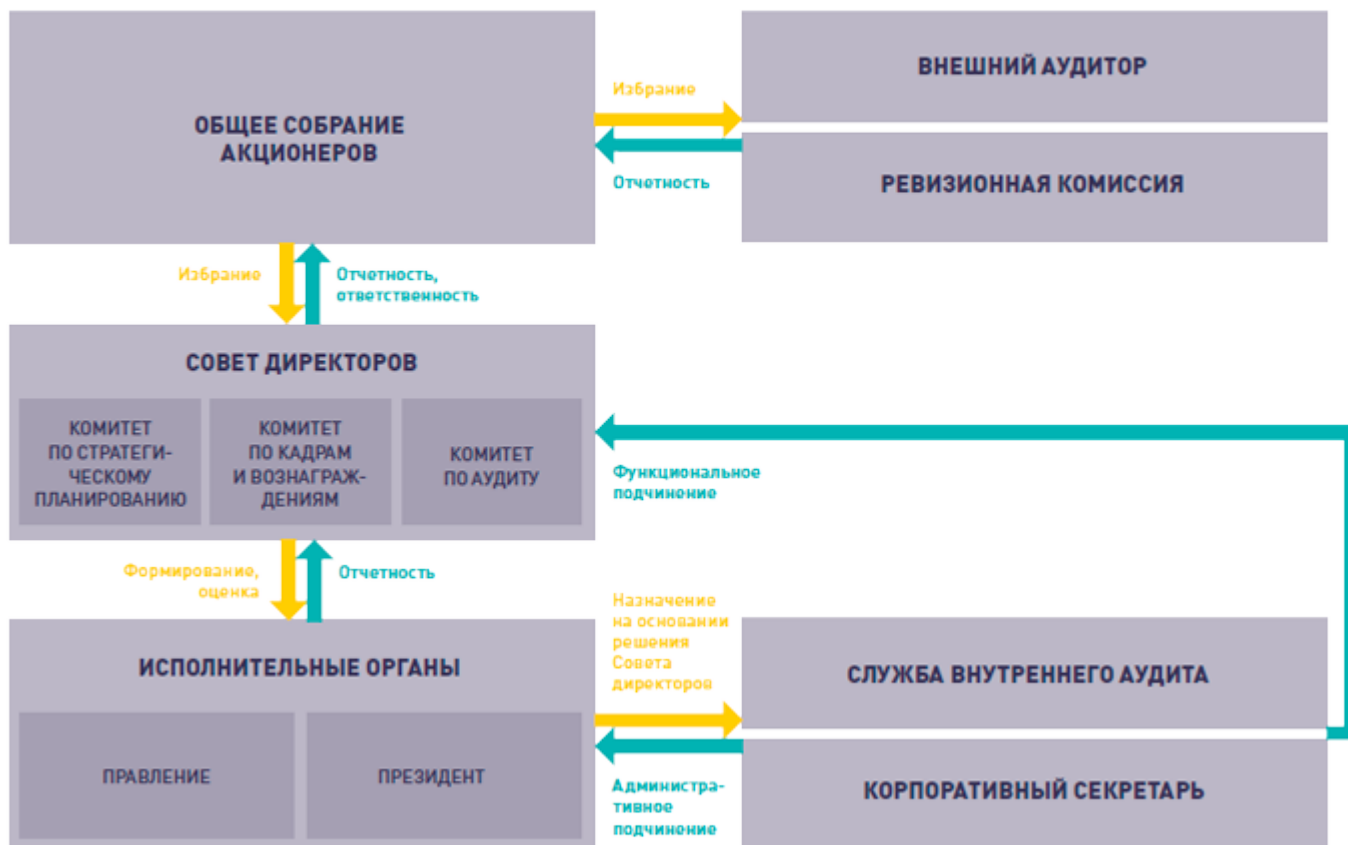 ОБЩЕЕ СОБРАНИЕ
АКЦИОНЕРОВ
Избрание
Отчетность
ВНЕШНИЙ АУДИТОР
РЕВИЗИОННАЯ КОМИССИЯ
Избрание
Отчетность,
ответственность
СОВЕТ ДИРЕКТОРОВ
КОМИТЕТ
ПО СТРАТЕГИ-
ЧЕСКОМУ
ПЛАНИРОВАНИЮ
КОМИТЕТ
ПО КАДРАМ
И ВОЗНАГРАЖ-
ДЕНИЯМ
КОМИТЕТ
ПО АУДИТУ
Функциональное
подчинение
Формирование,
оценка
Отчетность
ИСПОЛНИТЕЛЬНЫЕ ОРГАНЫ
ПРАВЛЕНИЕ
ПРЕЗИДЕНТ
Назначение
на основании
решения
Совета
директоров
Администра-
тивное
подчинение
СЛУЖБА ВНУТРЕННЕГО АУДИТА
КОРПОРАТИВНЫЙ СЕКРЕТАРЬ